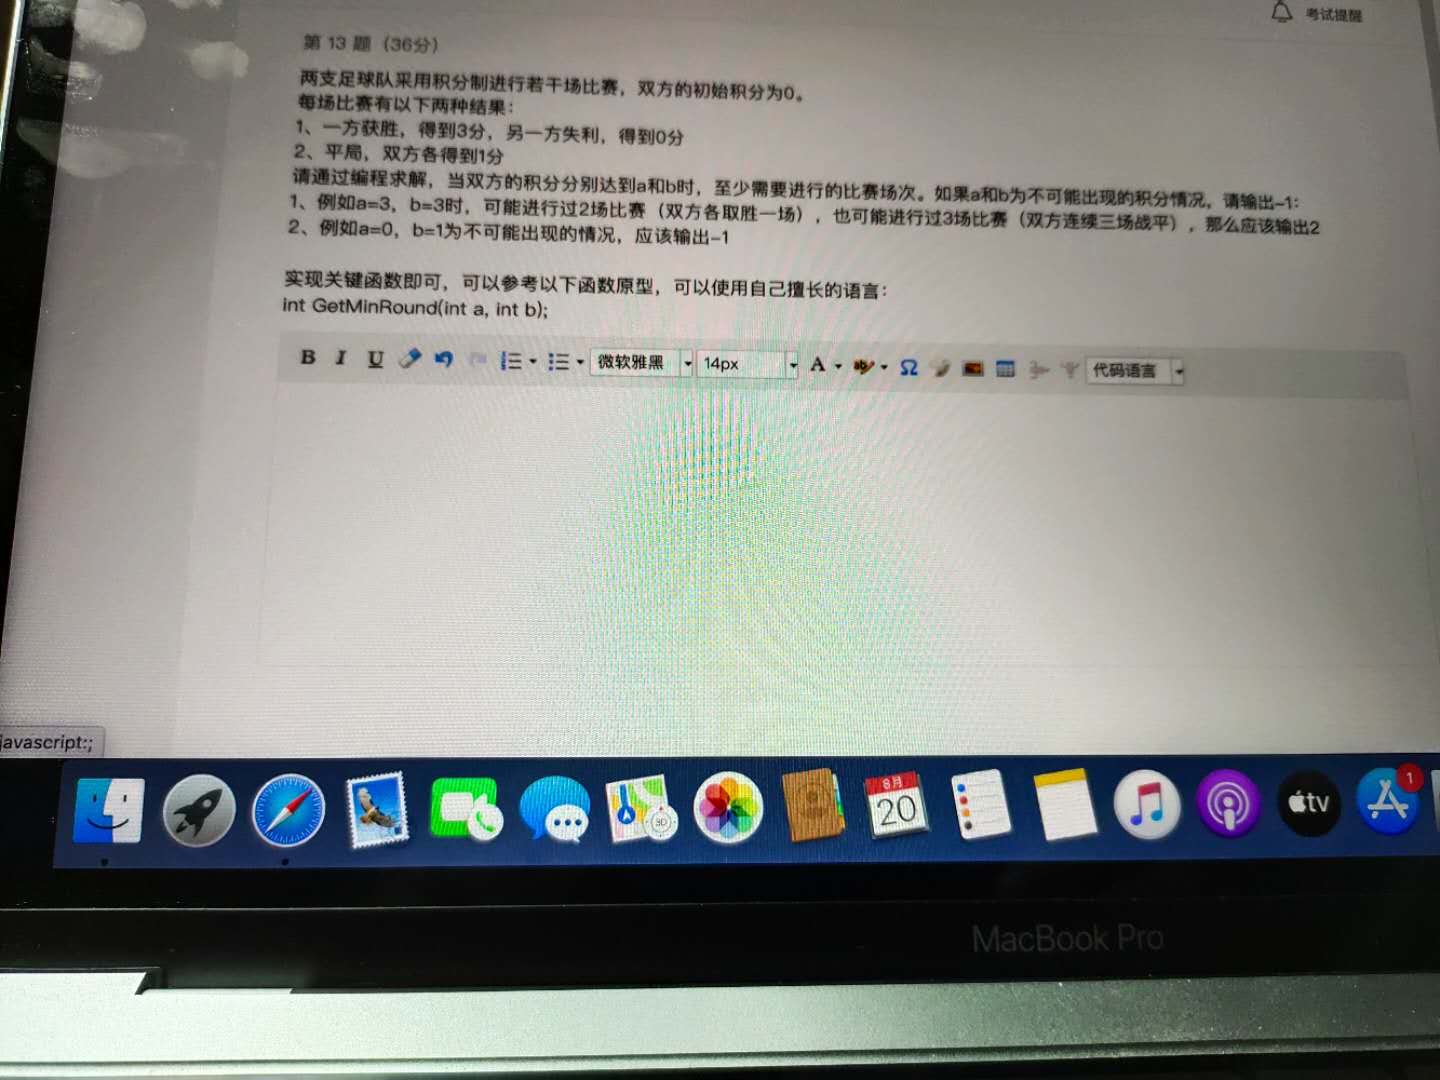 考试提醒
第 13 题（36分）
两支足球队采用积分制进行若干场比赛，双方的初始积分为0。
每场比赛有以下两种结果：
1、一方获胜，得到3分，另一方失利，得到0分
2、平局，双方各得到1分
请通过编程求解，当双方的积分分别达到a和b时，至少需要进行的比赛场次。如果a和b为不可能出现的积分情况，请输出-1：
1、例如a=3，b=3时，可能进行过2场比赛（双方各取胜一场），也可能进行过3场比赛（双方连续三场战平），那么应该输出2
2、例如a=0，b=1为不可能出现的情况，应该输出-1
实现关键函数即可，可以参考以下函数原型，可以使用自己擅长的语言：
int GetMinRound(int a, int b);
B I U 微软雅黑 14px A ab Ω 代码语言
javascript:;
8月
20
3D
tv
1
MacBook Pro